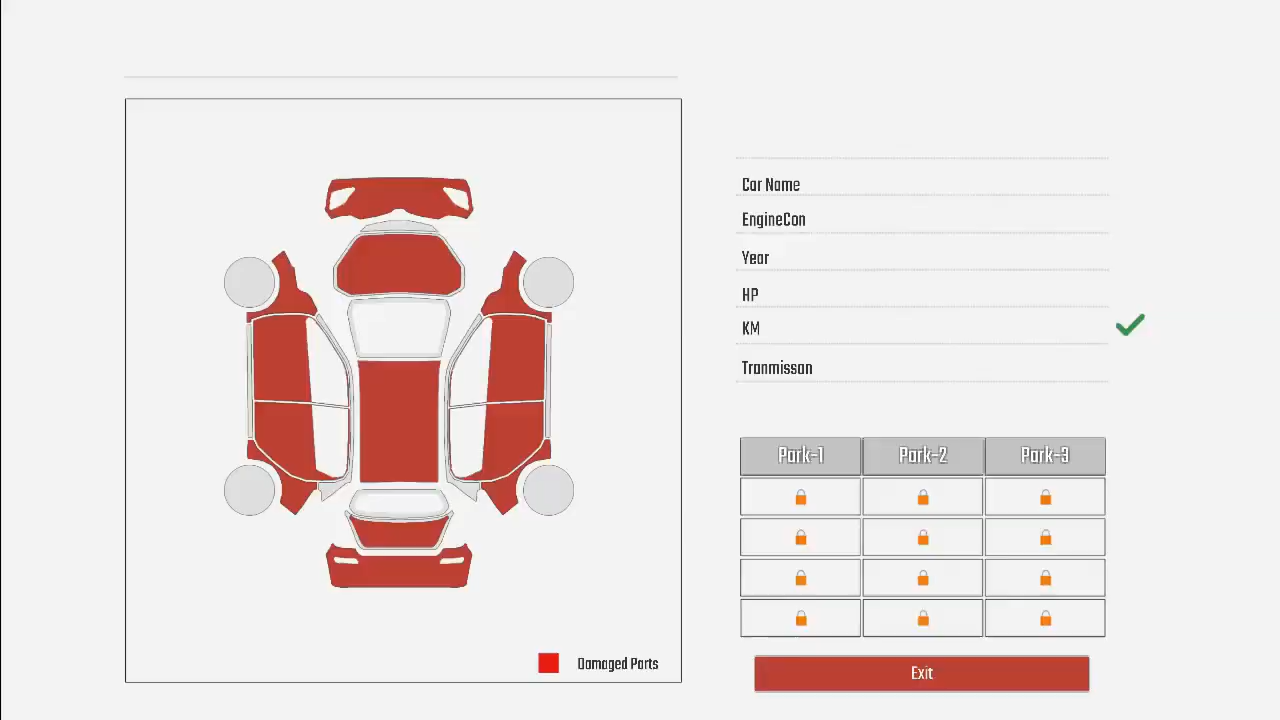 Car Name
EngineCon
Year
HP
KM
Tranmisson
Park-1 Park-2 Park-3
Damaged Parts
Exit